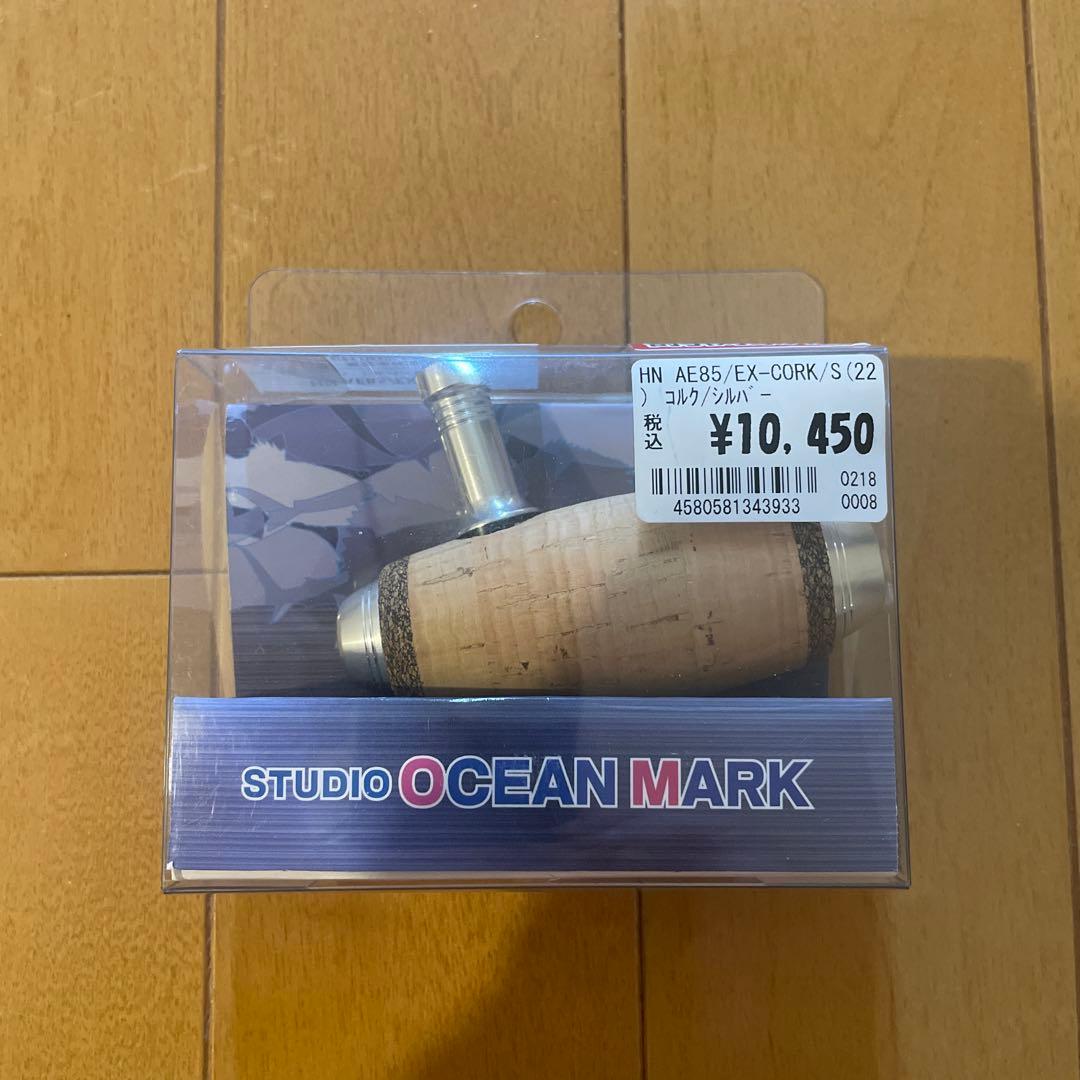 HN AE85/EX-CORK/S(22
) コルク/シルバー
税込 ¥10,450
0218
4580581343933 0008
STUDIO OCEAN MARK